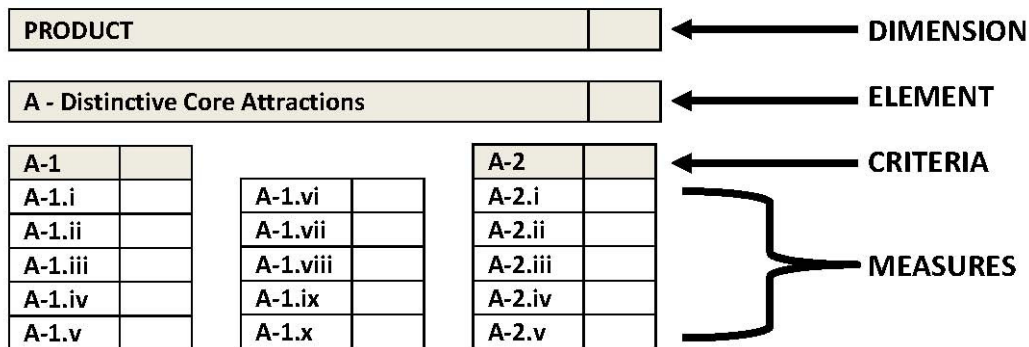 PRODUCT DIMENSION
A - Distinctive Core Attractions ELEMENT
A-1 A-2 CRITERIA
A-1.i A-1.vi A-2.i
A-1.ii A-1.vii A-2.ii
A-1.iii A-1.viii A-2.iii MEASURES
A-1.iv A-1.ix A-2.iv
A-1.v A-1.x A-2.v